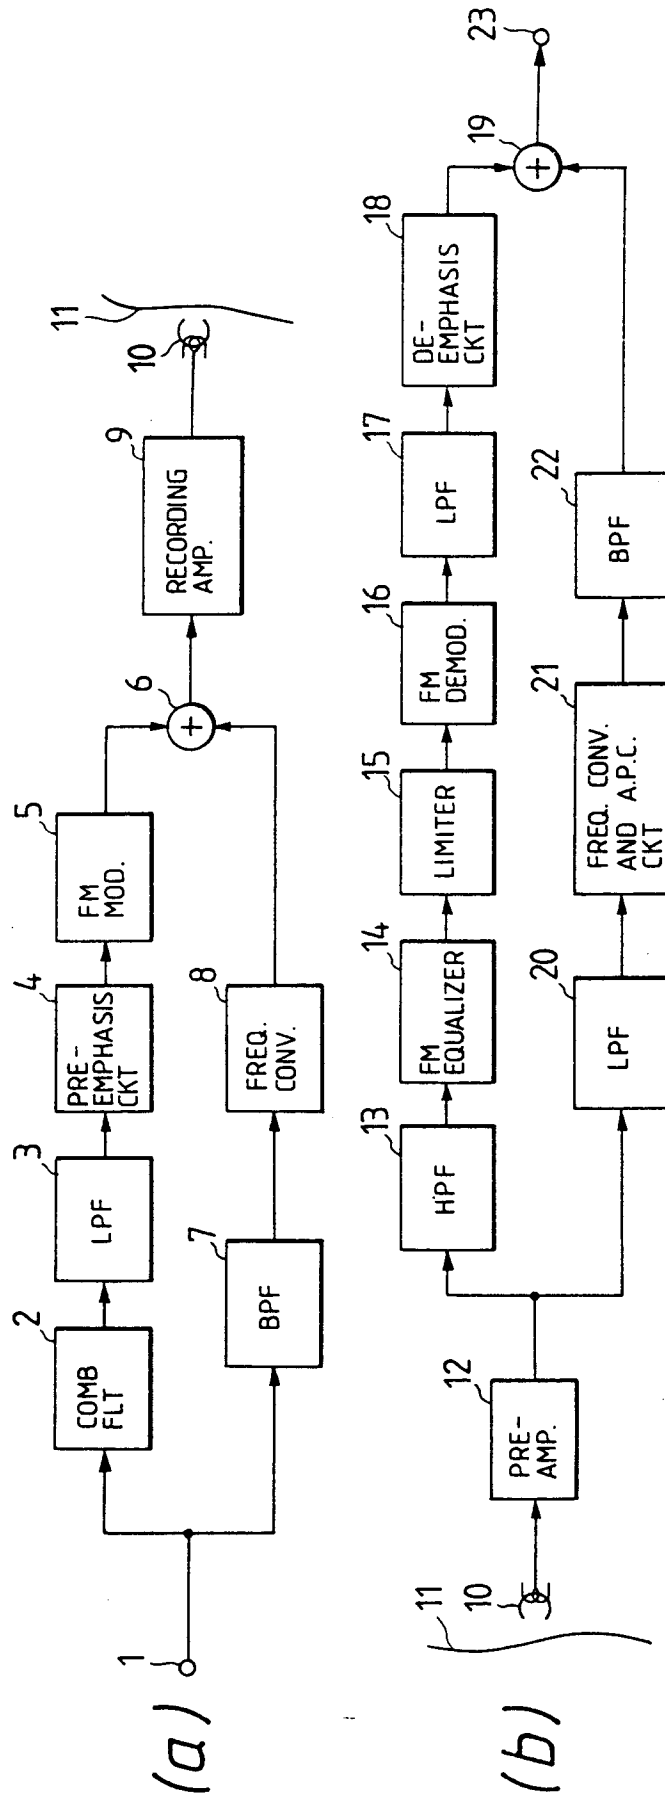 (a)
1
2
COMB
FLT
3
LPF
4
PRE-
EMPHASIS
CKT
5
FM
MOD.
6
+
7
BPF
8
FREQ.
CONV.
9
RECORDING
AMP.
10
11
(b)
11
10
12
PRE-
AMP.
13
HPF
14
FM
EQUALIZER
15
LIMITER
16
FM
DEMOD.
17
LPF
18
DE-
EMPHASIS
CKT
19
+
23
20
LPF
21
FREQ. CONV.
AND A.P.C.
CKT
22
BPF